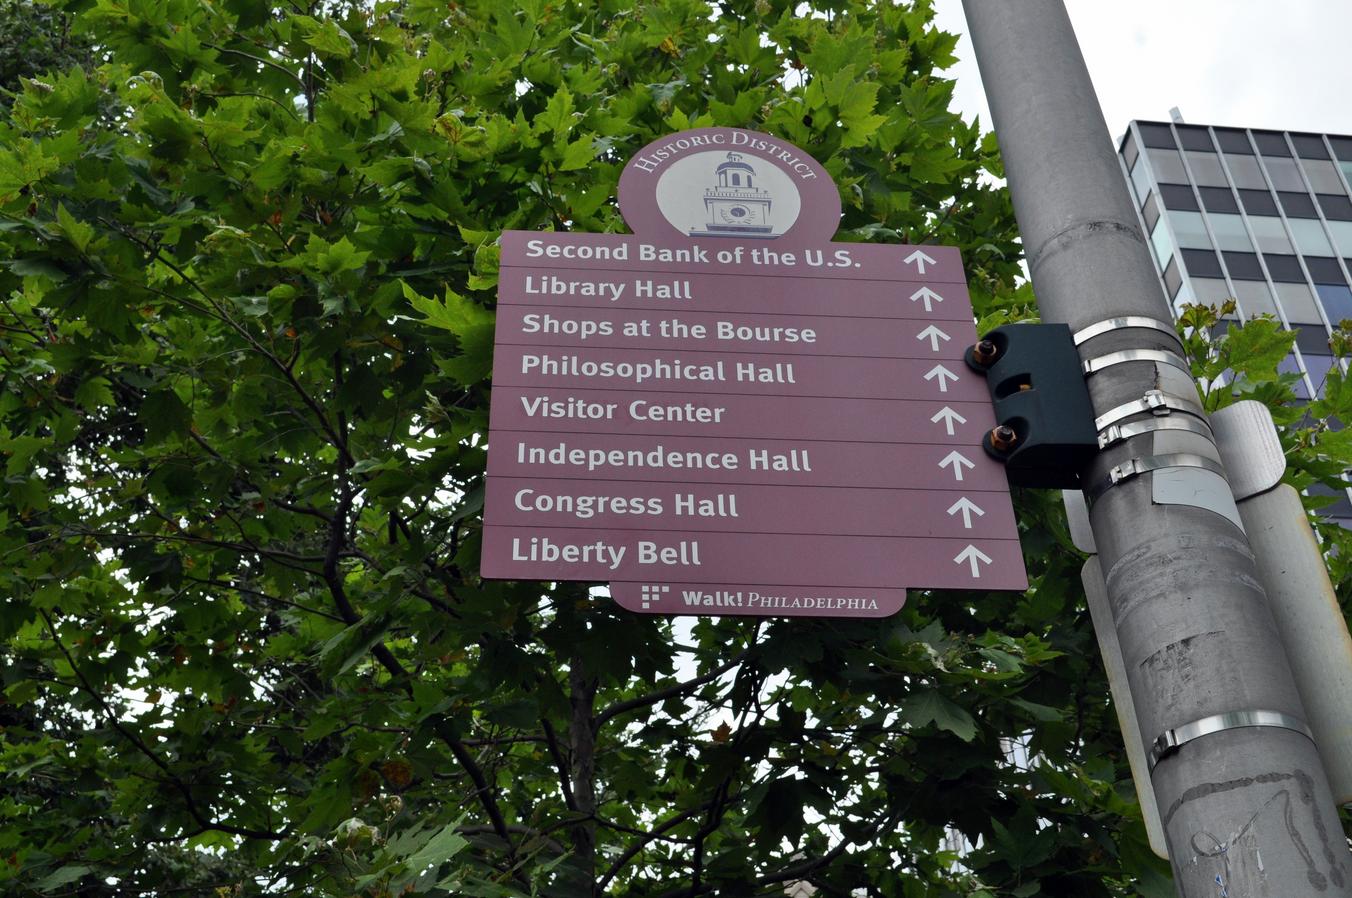 HISTORIC DISTRICT
Second Bank of the U.S.
Library Hall
Shops at the Bourse
Philosophical Hall
Visitor Center
Independence Hall
Congress Hall
Liberty Bell
Walk! PHILADELPHIA